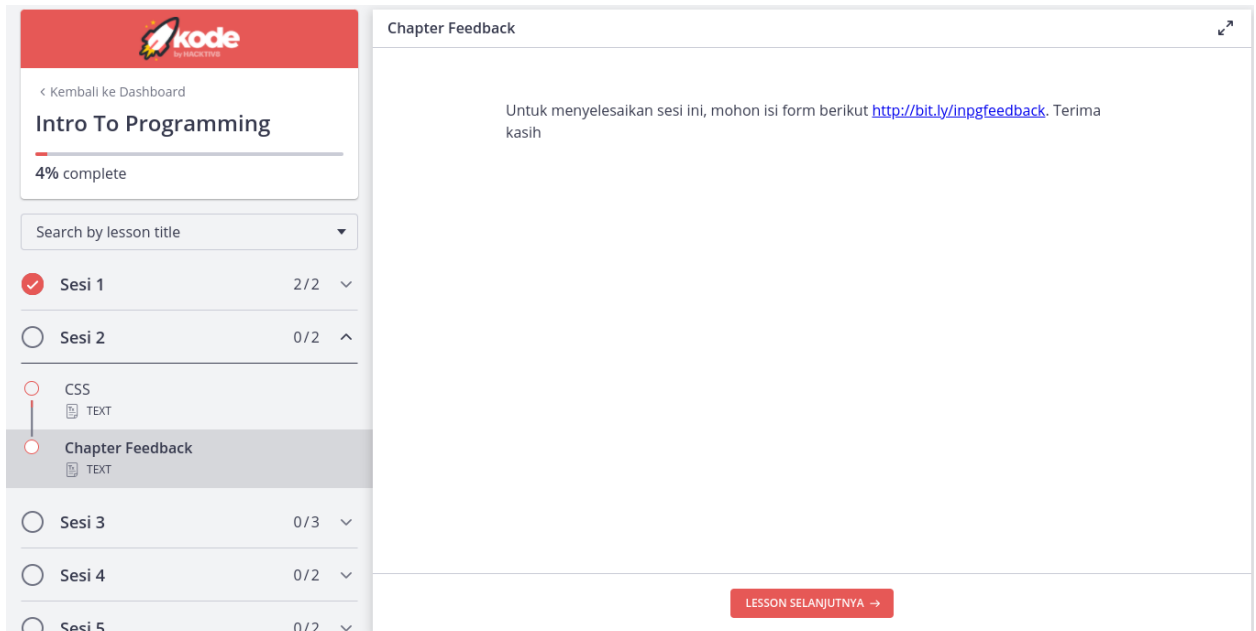 kode
by HACKTIV8
Kembali ke Dashboard
Intro To Programming
4% complete
Search by lesson title
Sesi 1 2/2
Sesi 2 0/2
CSS
TEXT
Chapter Feedback
TEXT
Sesi 3 0/3
Sesi 4 0/2
Sesi 5 0/2
Chapter Feedback
Untuk menyelesaikan sesi ini, mohon isi form berikut http://bit.ly/inpgfeedback. Terima
kasih
LESSON SELANJUTNYA →